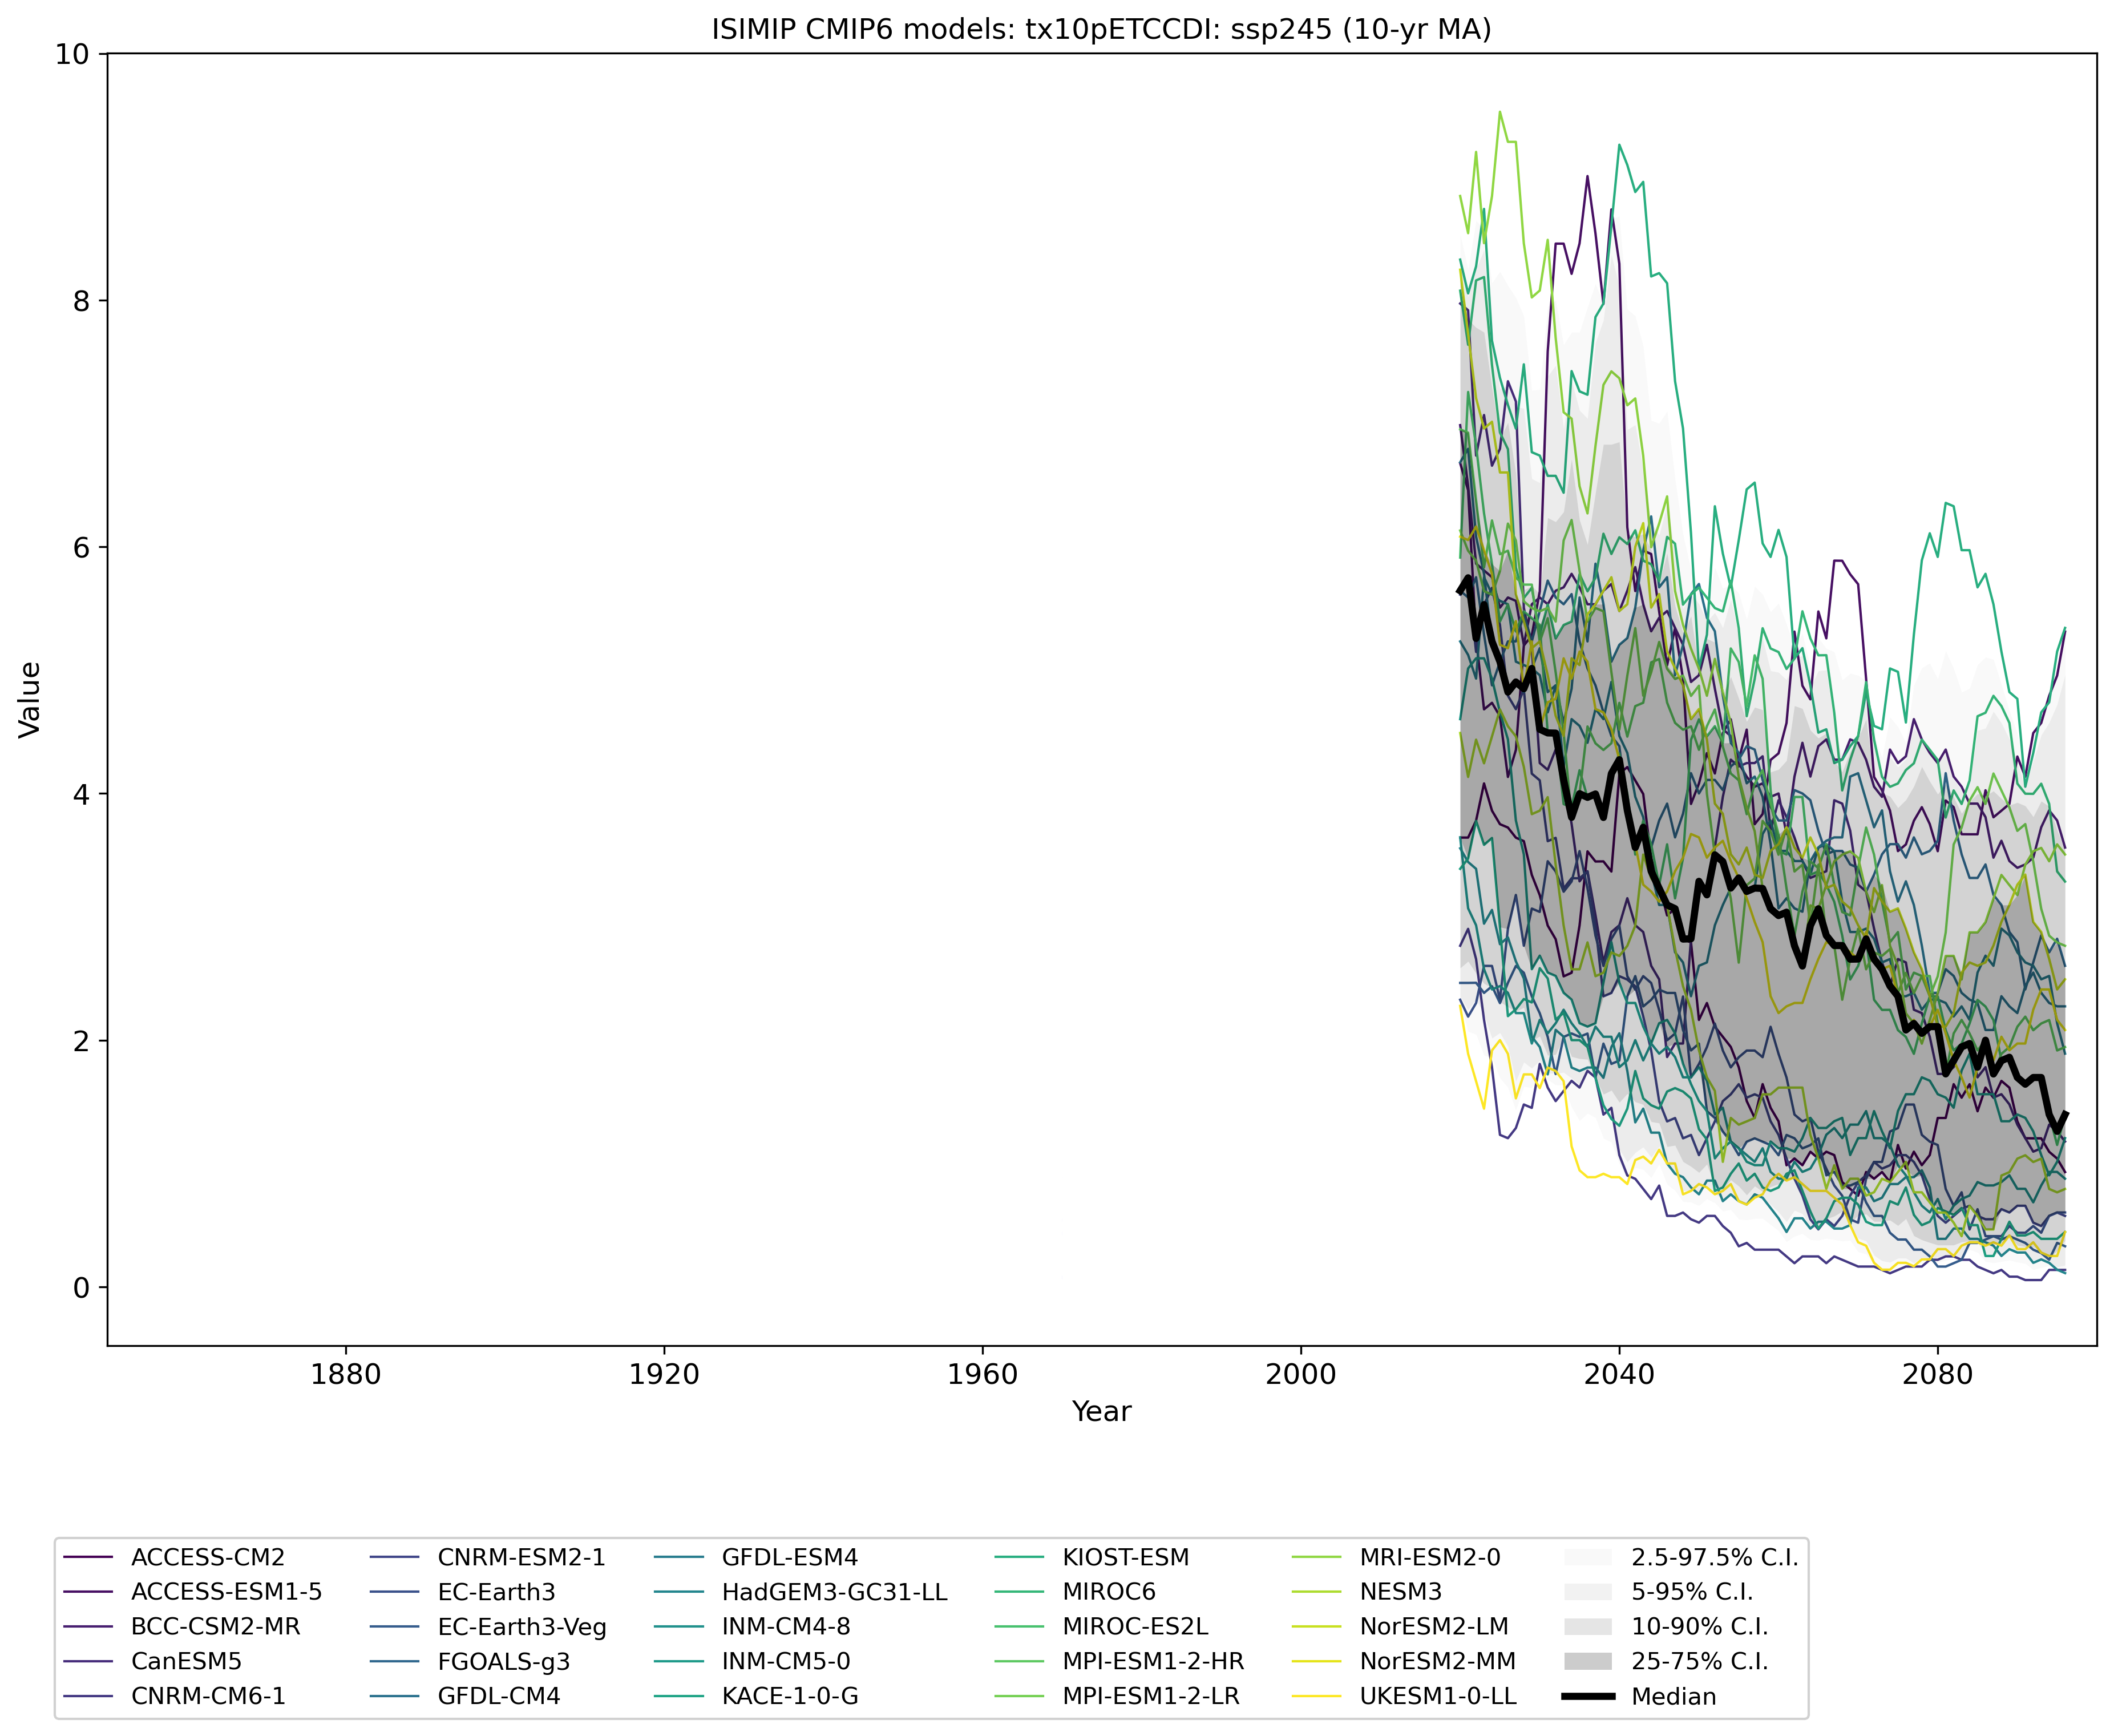 ISIMIP CMIP6 models: tx10pETCCDI: ssp245 (10-yr MA)
10
8
6
4
2
0
Value
1880 1920 1960 2000 2040 2080
Year
ACCESS-CM2 CNRM-ESM2-1 GFDL-ESM4 KIOST-ESM MRI-ESM2-0 2.5-97.5% C.I.
ACCESS-ESM1-5 EC-Earth3 HadGEM3-GC31-LL MIROC6 NESM3 5-95% C.I.
BCC-CSM2-MR EC-Earth3-Veg INM-CM4-8 MIROC-ES2L NorESM2-LM 10-90% C.I.
CanESM5 FGOALS-g3 INM-CM5-0 MPI-ESM1-2-HR NorESM2-MM 25-75% C.I.
CNRM-CM6-1 GFDL-CM4 KACE-1-0-G MPI-ESM1-2-LR UKESM1-0-LL Median